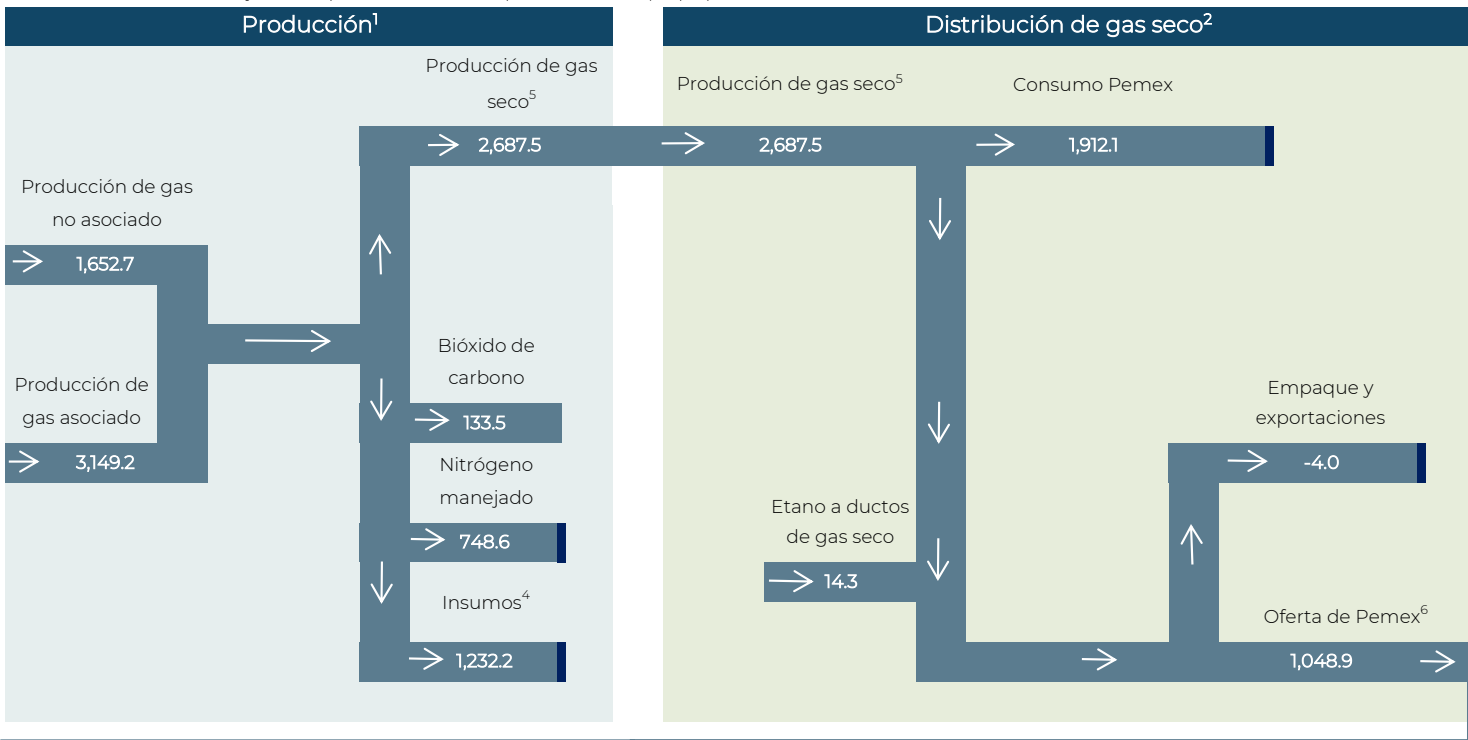 Producción¹
Distribución de gas seco²
Producción de gas
seco⁵
2,687.5
Producción de gas
no asociado
1,652.7
Producción de
gas asociado
3,149.2
Bióxido de
carbono
133.5
Nitrógeno
manejado
748.6
Insumos⁴
1,232.2
Producción de gas seco⁵
2,687.5
Consumo Pemex
1,912.1
Etano a ductos
de gas seco
14.3
Empaque y
exportaciones
-4.0
Oferta de Pemex⁶
1,048.9